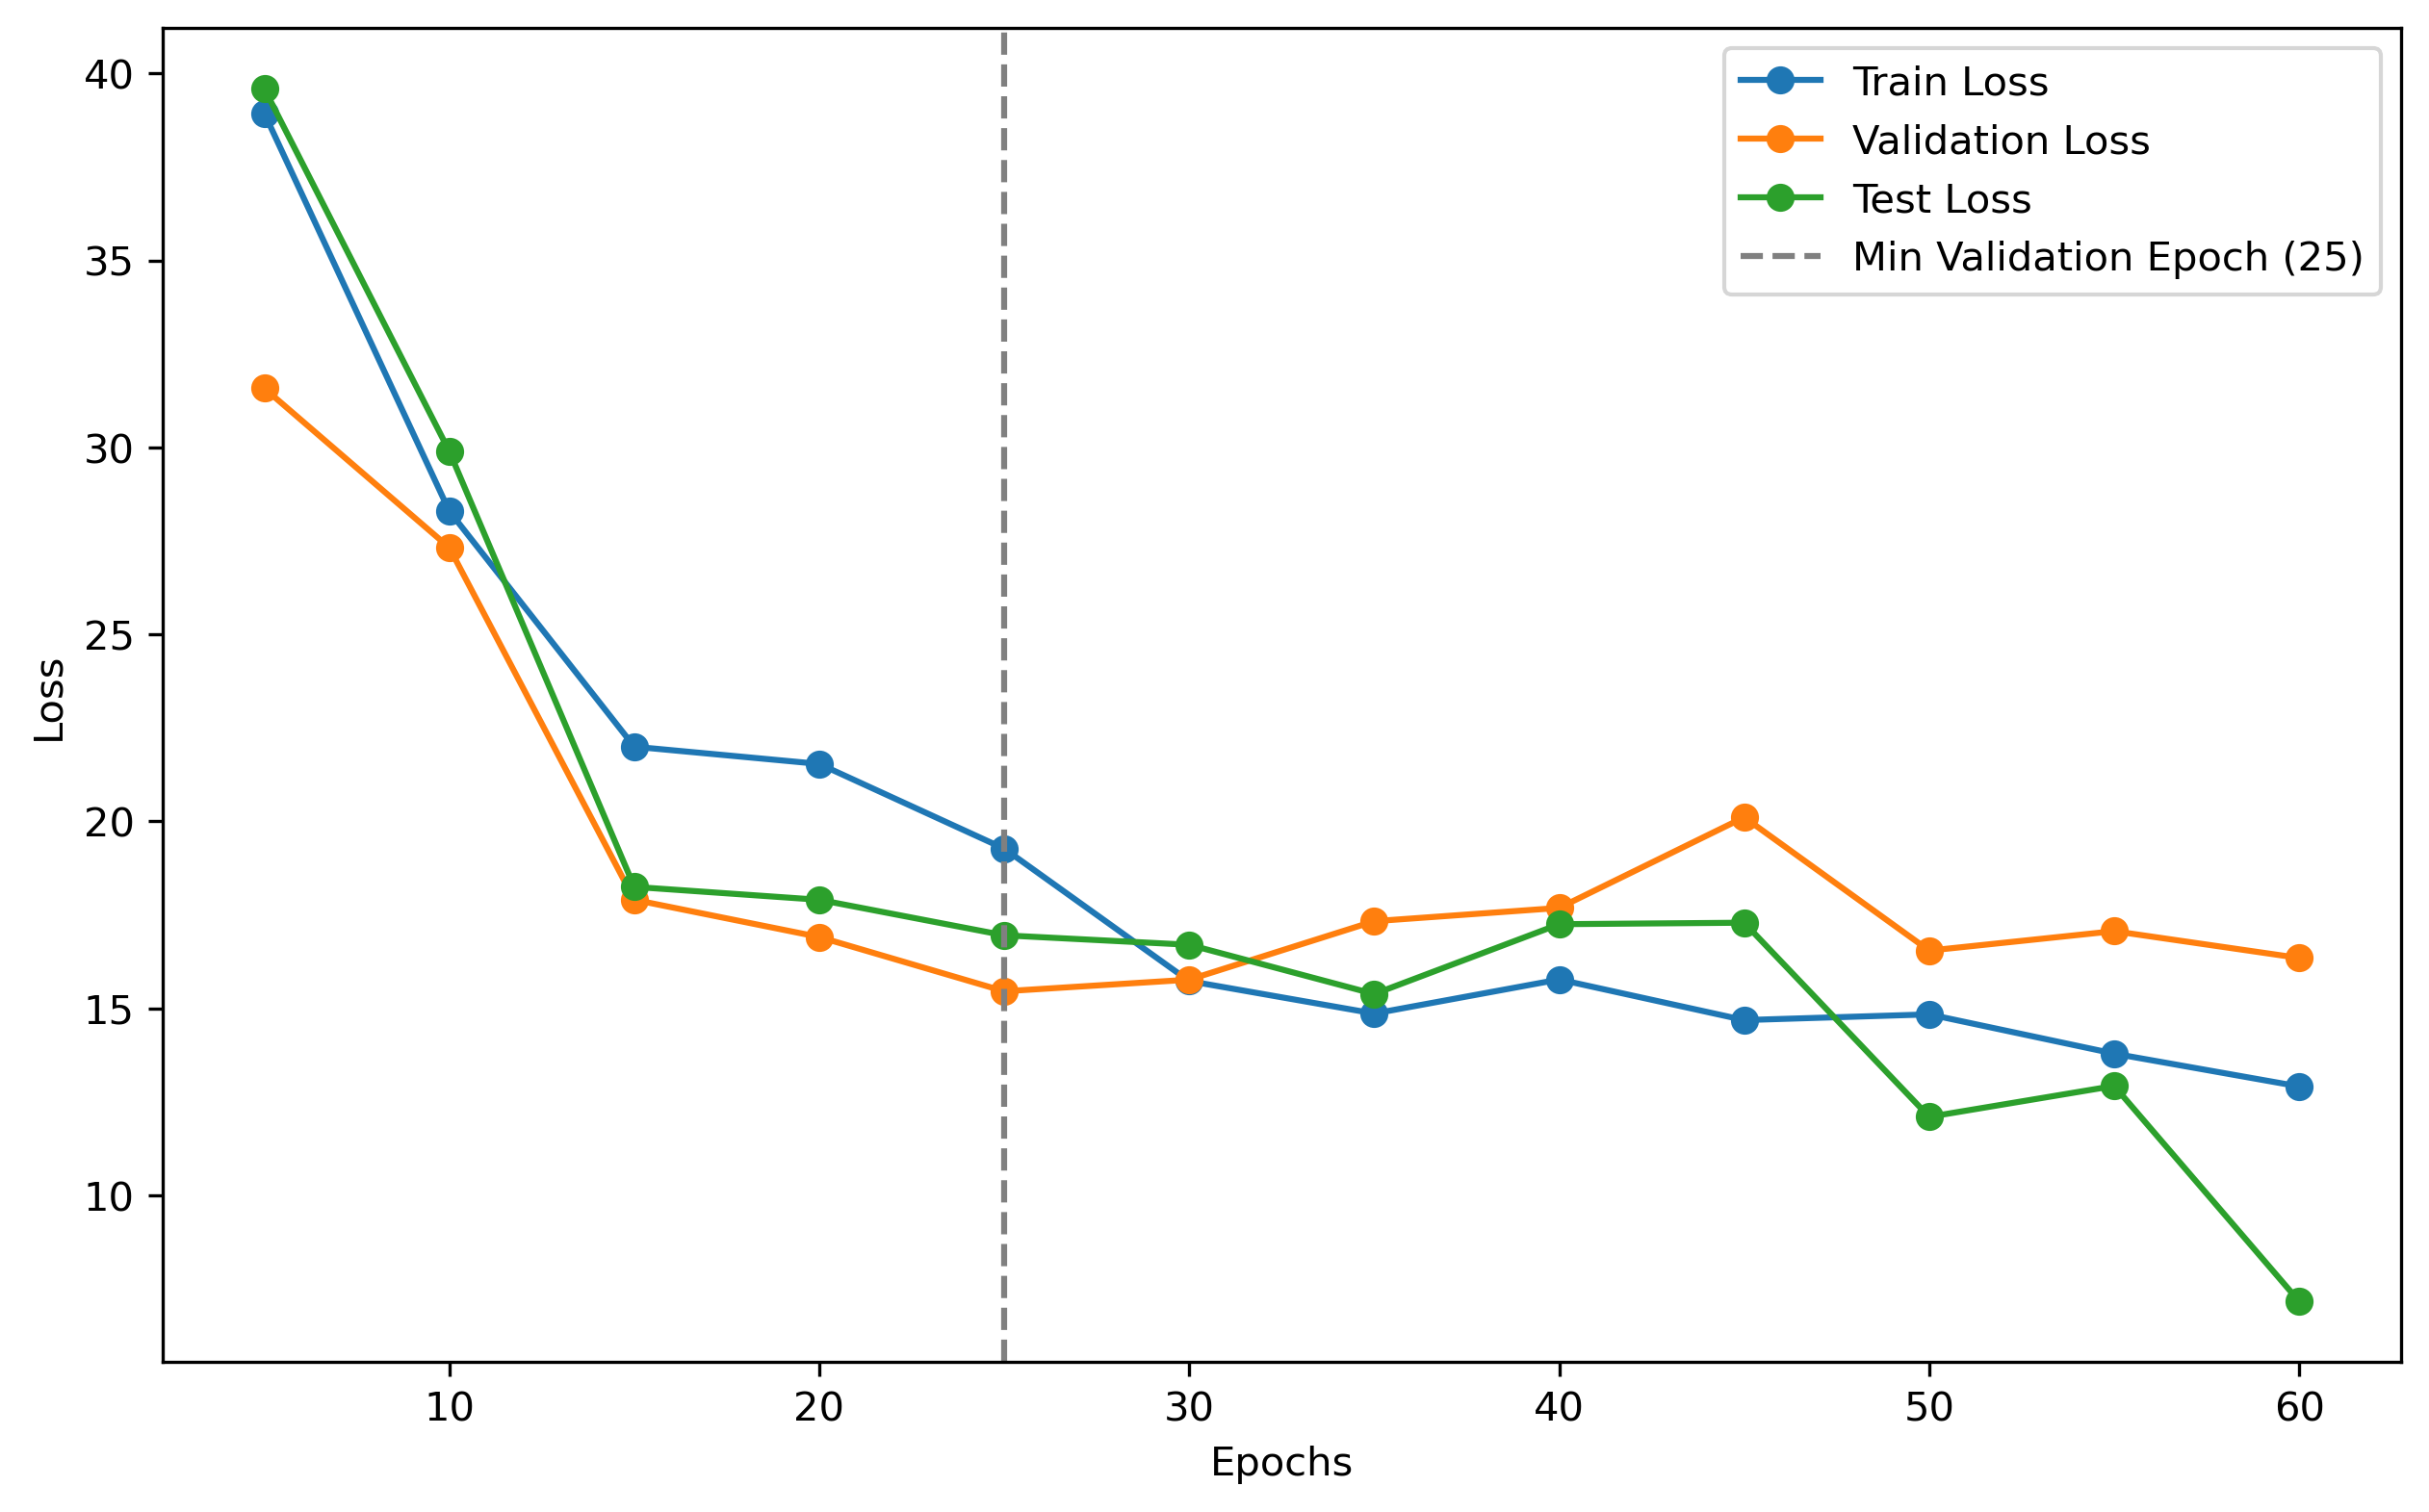 40
35
30
25
20
15
10
Loss
Train Loss
Validation Loss
Test Loss
Min Validation Epoch (25)
10 20 30 40 50 60
Epochs